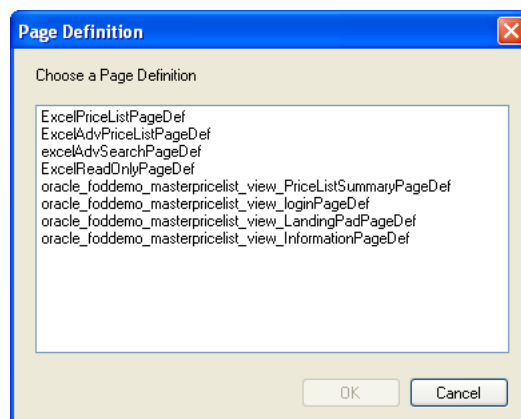 Page Definition
Choose a Page Definition
ExcelPriceListPageDef
ExcelAdvPriceListPageDef
excelAdvSearchPageDef
ExcelReadOnlyPageDef
oracle_foddemo_masterpricelist_view_PriceListSummaryPageDef
oracle_foddemo_masterpricelist_view_loginPageDef
oracle_foddemo_masterpricelist_view_LandingPadPageDef
oracle_foddemo_masterpricelist_view_InformationPageDef
OK Cancel